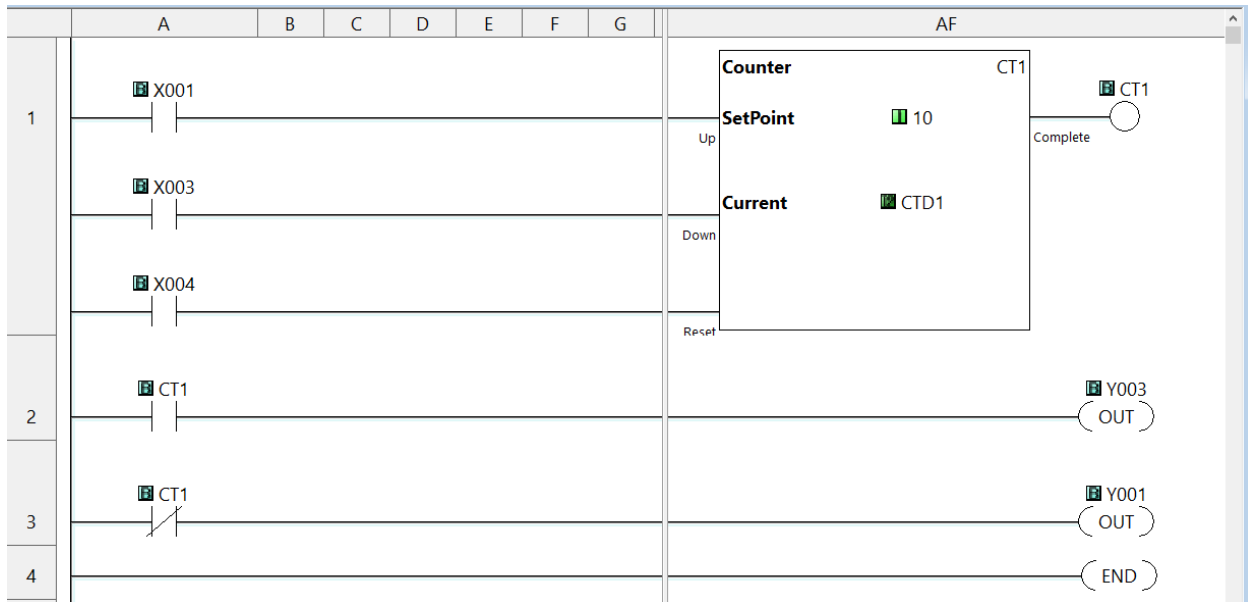 A B C D E F G AF
Counter CT1
X001 CT1
1 SetPoint 10
Up Complete
X003
Current CTD1
Down
X004
Reset
CT1 Y003
2 OUT
CT1 Y001
3 OUT
4 END